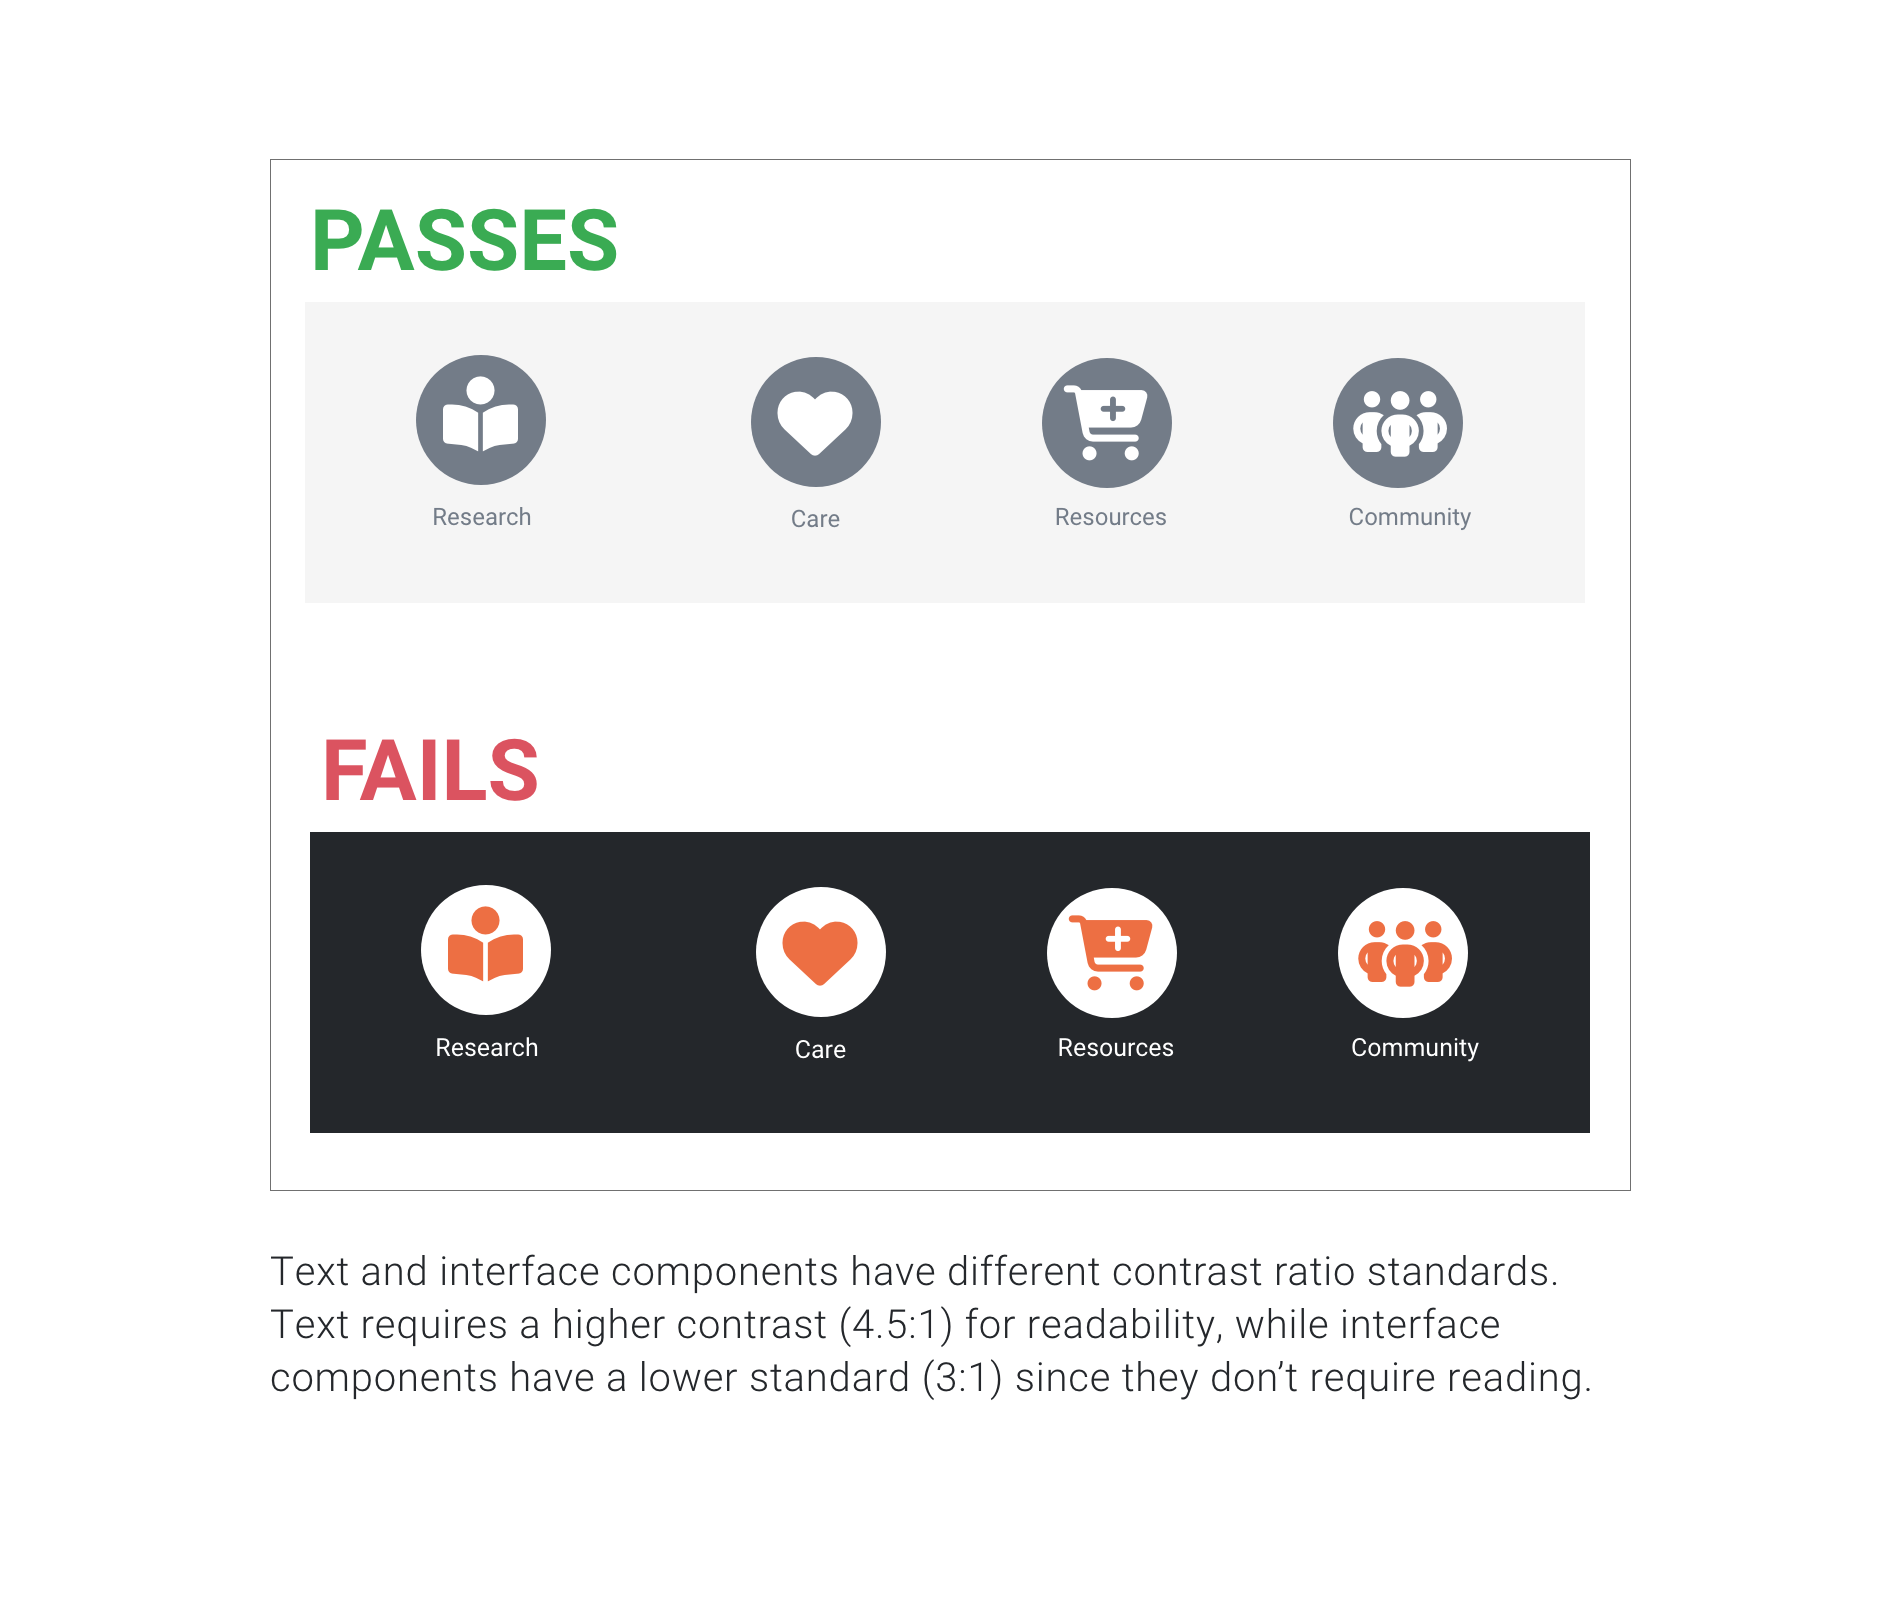 PASSES
Research
Care
Resources
Community
FAILS
Research
Care
Resources
Community
Text and interface components have different contrast ratio standards.
Text requires a higher contrast (4.5:1) for readability, while interface
components have a lower standard (3:1) since they don’t require reading.